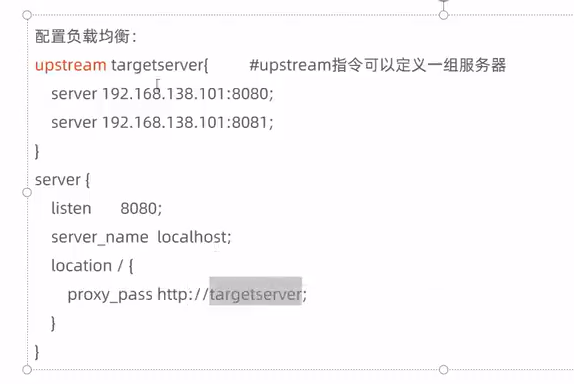 配置负载均衡：
upstream targetserver{ #upstream指令可以定义一组服务器
server 192.168.138.101:8080;
server 192.168.138.101:8081;
}
server {
listen 8080;
server_name localhost;
location / {
proxy_pass http://targetserver;
}
}